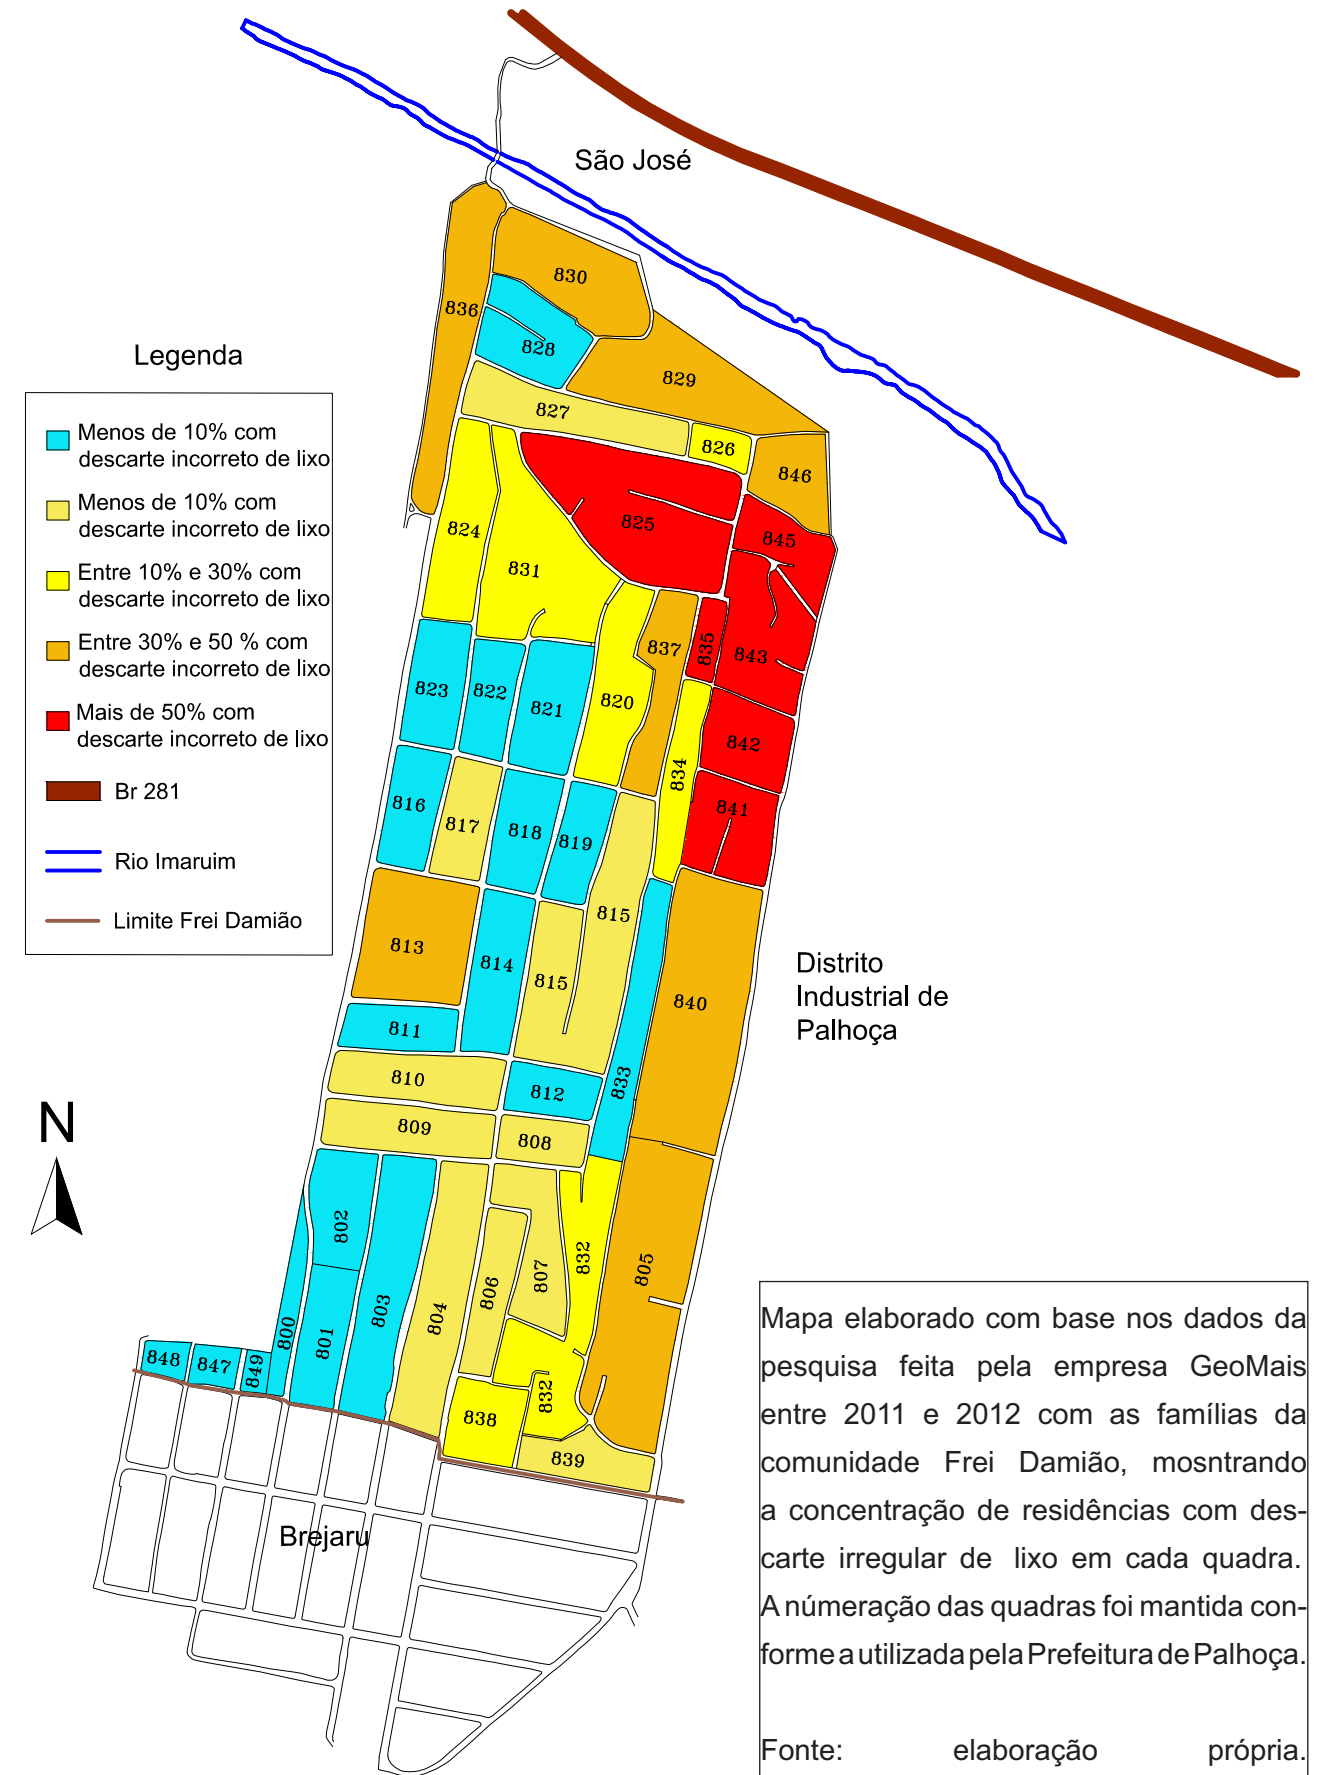 São José
830
836
828
829
Legenda
827
826
846
Menos de 10% com
descarte incorreto de lixo
Menos de 10% com
descarte incorreto de lixo
Entre 10% e 30% com
descarte incorreto de lixo
Entre 30% e 50 % com
descarte incorreto de lixo
Mais de 50% com
descarte incorreto de lixo
Br 281
Rio Imaruim
Limite Frei Damião
824
825
845
831
837
835
843
823
822
821
820
842
834
816
817
818
819
841
815
813
814
815
840
Distrito
Industrial de
Palhoça
811
810
812
833
N
809
808
802
832
807
805
806
804
803
801
800
848
847
849
832
838
839
Brejaru
Mapa elaborado com base nos dados da
pesquisa feita pela empresa GeoMais
entre 2011 e 2012 com as famílias da
comunidade Frei Damião, mosntrando
a concentração de residências com des-
carte irregular de lixo em cada quadra.
A númeração das quadras foi mantida con-
forme a utilizada pela Prefeitura de Palhoça.
Fonte: elaboração própria.